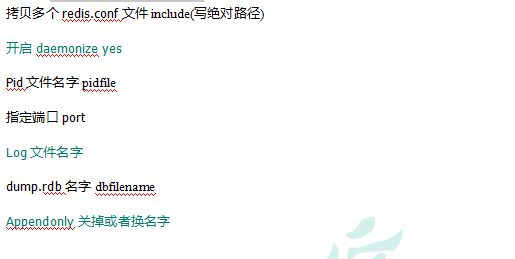 拷贝多个 redis.conf 文件 include(写绝对路径)
开启 daemonize yes
Pid 文件名字 pidfile
指定端口 port
Log 文件名字
dump.rdb 名字 dbfilename
Appendonly 关掉或者换名字